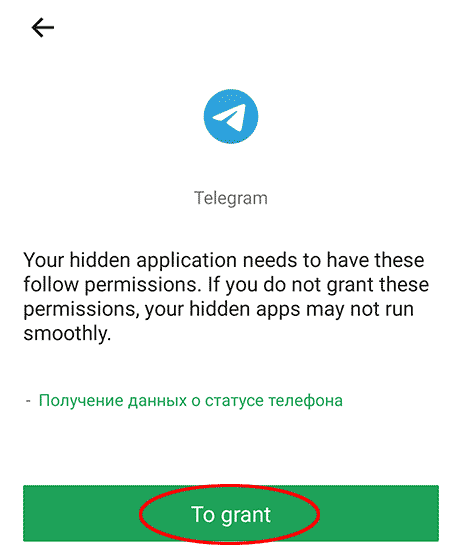 Telegram
Your hidden application needs to have these
follow permissions. If you do not grant these
permissions, your hidden apps may not run
smoothly.
- Получение данных о статусе телефона
To grant